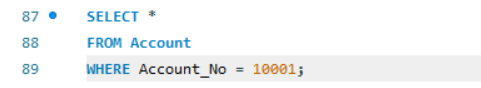 87 SELECT *
88 FROM Account
89 WHERE Account_No = 10001;